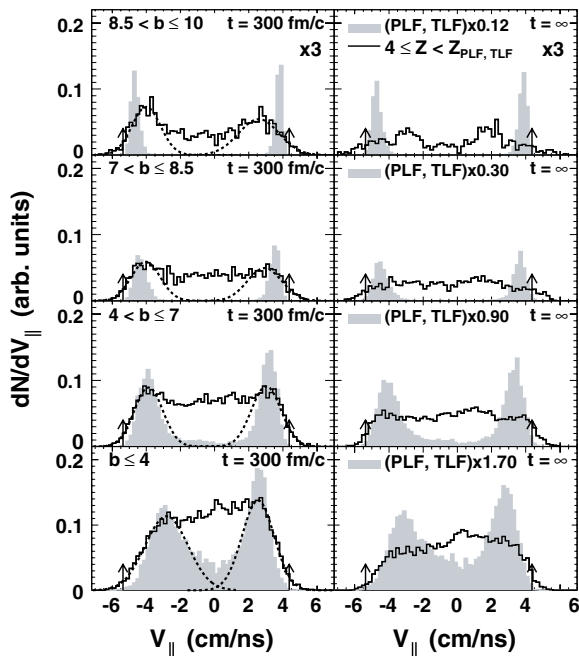 8.5 < b ≤ 10 t = 300 fm/c
x3
(PLF, TLF)x0.12 t = ∞
4 ≤ Z < Z_PLF, TLF x3
0.2
0.1
0
7 < b ≤ 8.5 t = 300 fm/c
(PLF, TLF)x0.30 t = ∞
0.2
0.1
0
4 < b ≤ 7 t = 300 fm/c
(PLF, TLF)x0.90 t = ∞
0.2
0.1
0
b ≤ 4 t = 300 fm/c
(PLF, TLF)x1.70 t = ∞
0.2
0.1
0
dN/dV_∥ (arb. units)
-6 -4 -2 0 2 4 6
-6 -4 -2 0 2 4 6
V_∥ (cm/ns)
V_∥ (cm/ns)